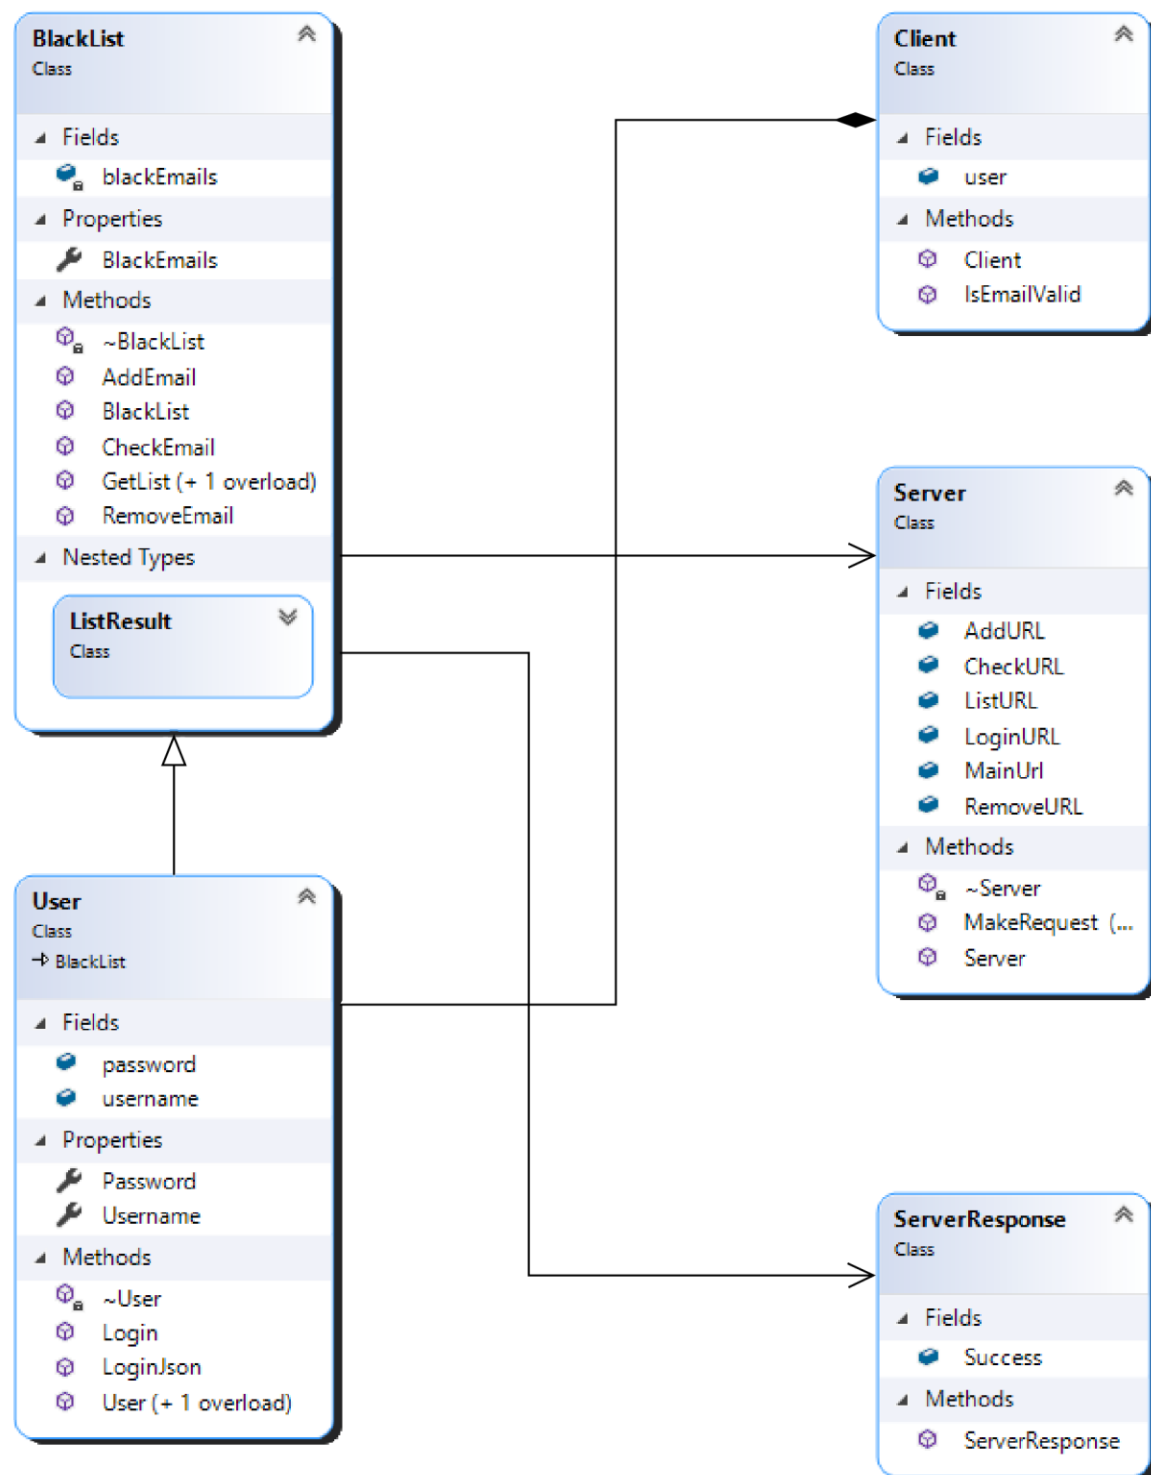 BlackList
Class
Fields
blackEmails
Properties
BlackEmails
Methods
~BlackList
AddEmail
BlackList
CheckEmail
GetList (+ 1 overload)
RemoveEmail
Nested Types
ListResult
Class
User
Class
BlackList
Fields
password
username
Properties
Password
Username
Methods
~User
Login
LoginJson
User (+ 1 overload)
Client
Class
Fields
user
Methods
Client
IsEmailValid
Server
Class
Fields
AddURL
CheckURL
ListURL
LoginURL
MainUrl
RemoveURL
Methods
~Server
MakeRequest (...
Server
ServerResponse
Class
Fields
Success
Methods
ServerResponse